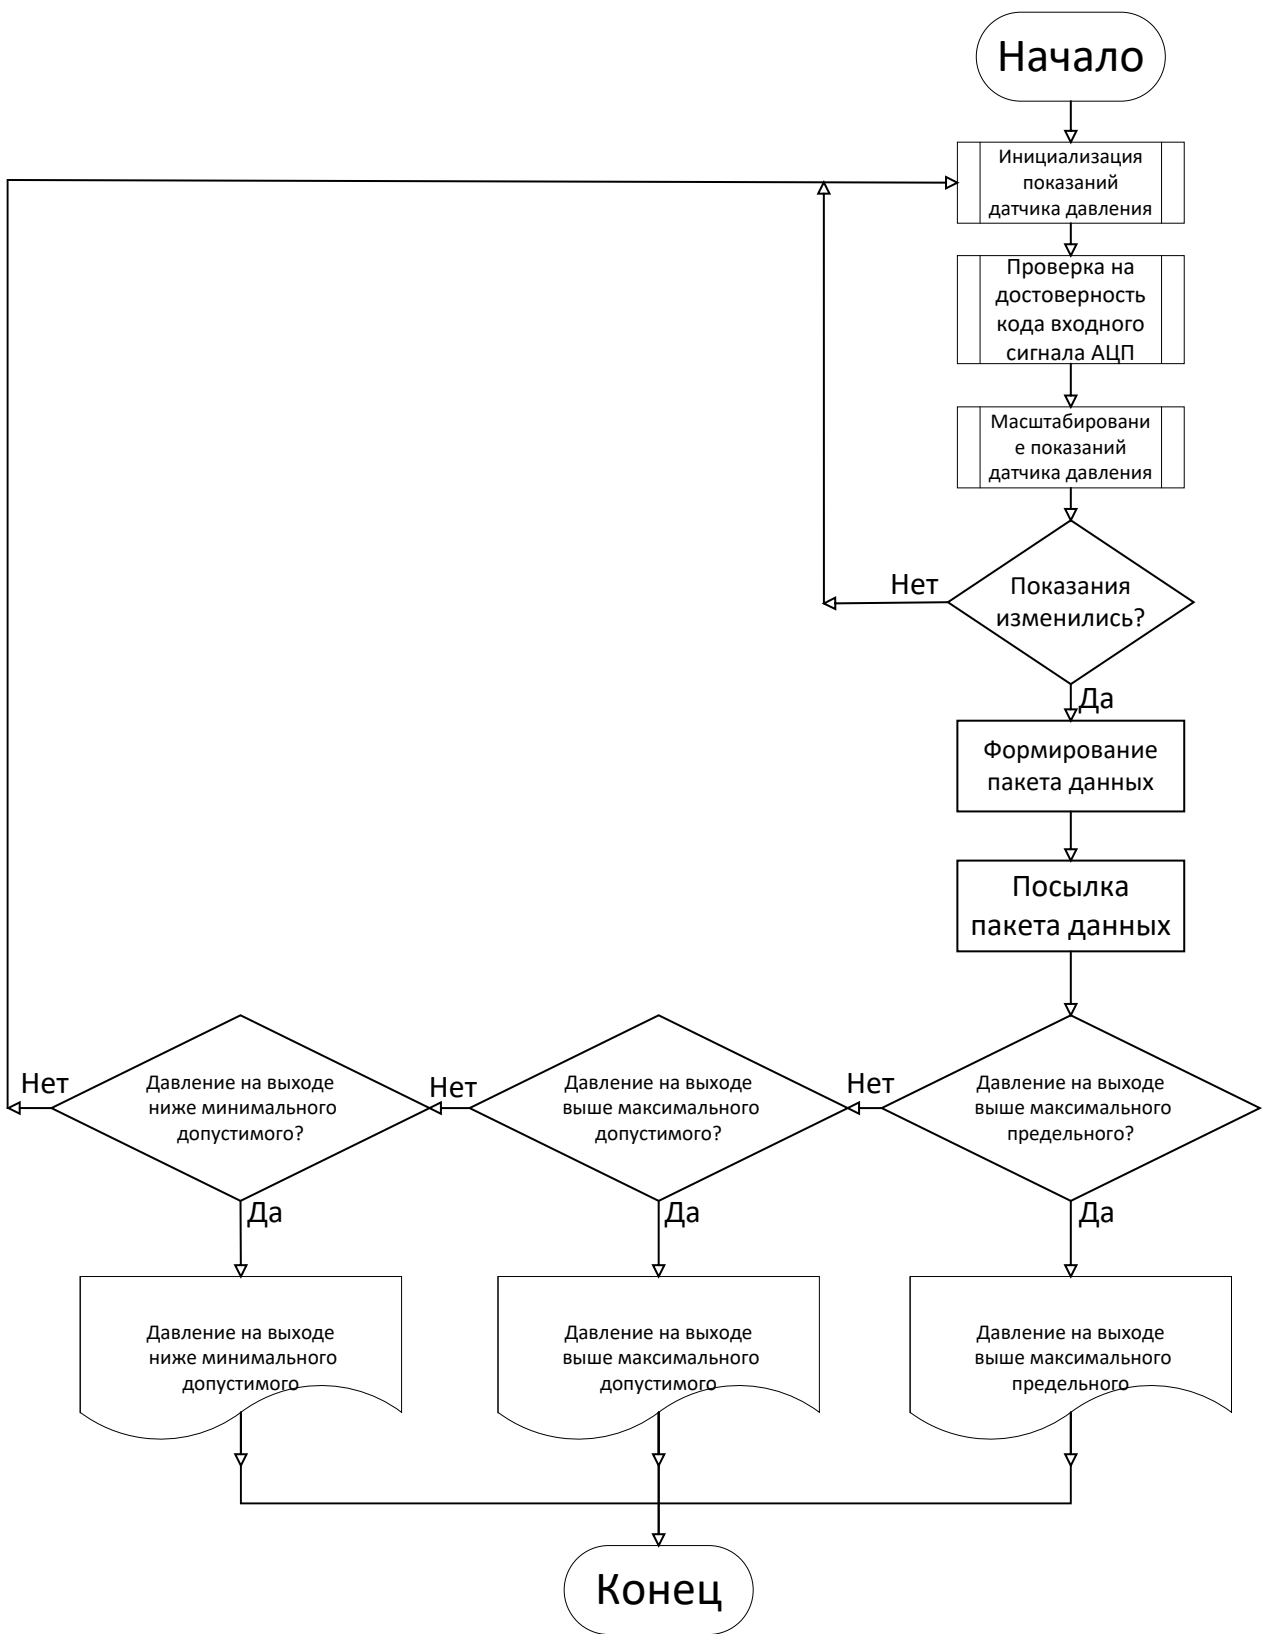 Начало
Инициализация
показаний
датчика давления
Проверка на
достоверность
кода входного
сигнала АЦП
Масштабировани
е показаний
датчика давления
Нет
Показания
изменились?
Да
Формирование
пакета данных
Посылка
пакета данных
Нет
Давление на выходе
ниже минимального
допустимого?
Нет
Давление на выходе
выше максимального
допустимого?
Нет
Давление на выходе
выше максимального
предельного?
Да
Да
Да
Давление на выходе
ниже минимального
допустимого
Давление на выходе
выше максимального
допустимого
Давление на выходе
выше максимального
предельного
Конец